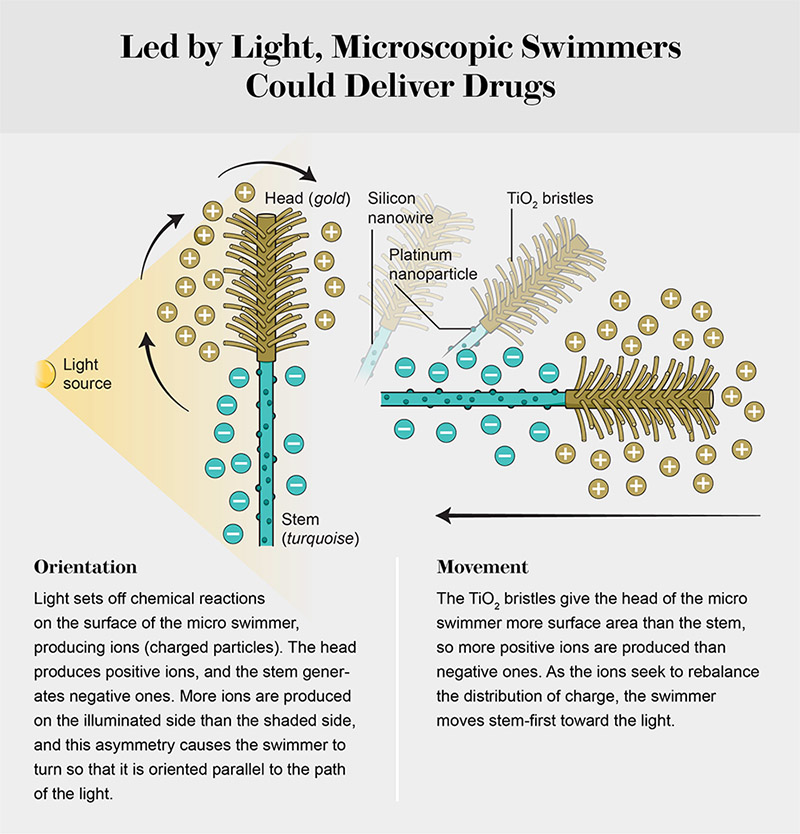 Led by Light, Microscopic Swimmers
Could Deliver Drugs
Head (gold)
Silicon
nanowire
TiO₂ bristles
Platinum
nanoparticle
Light
source
Stem
(turquoise)
Orientation
Light sets off chemical reactions
on the surface of the micro swimmer,
producing ions (charged particles). The head
produces positive ions, and the stem gener-
ates negative ones. More ions are produced
on the illuminated side than the shaded side,
and this asymmetry causes the swimmer to
turn so that it is oriented parallel to the path
of the light.
Movement
The TiO₂ bristles give the head of the micro
swimmer more surface area than the stem,
so more positive ions are produced than
negative ones. As the ions seek to rebalance
the distribution of charge, the swimmer
moves stem-first toward the light.